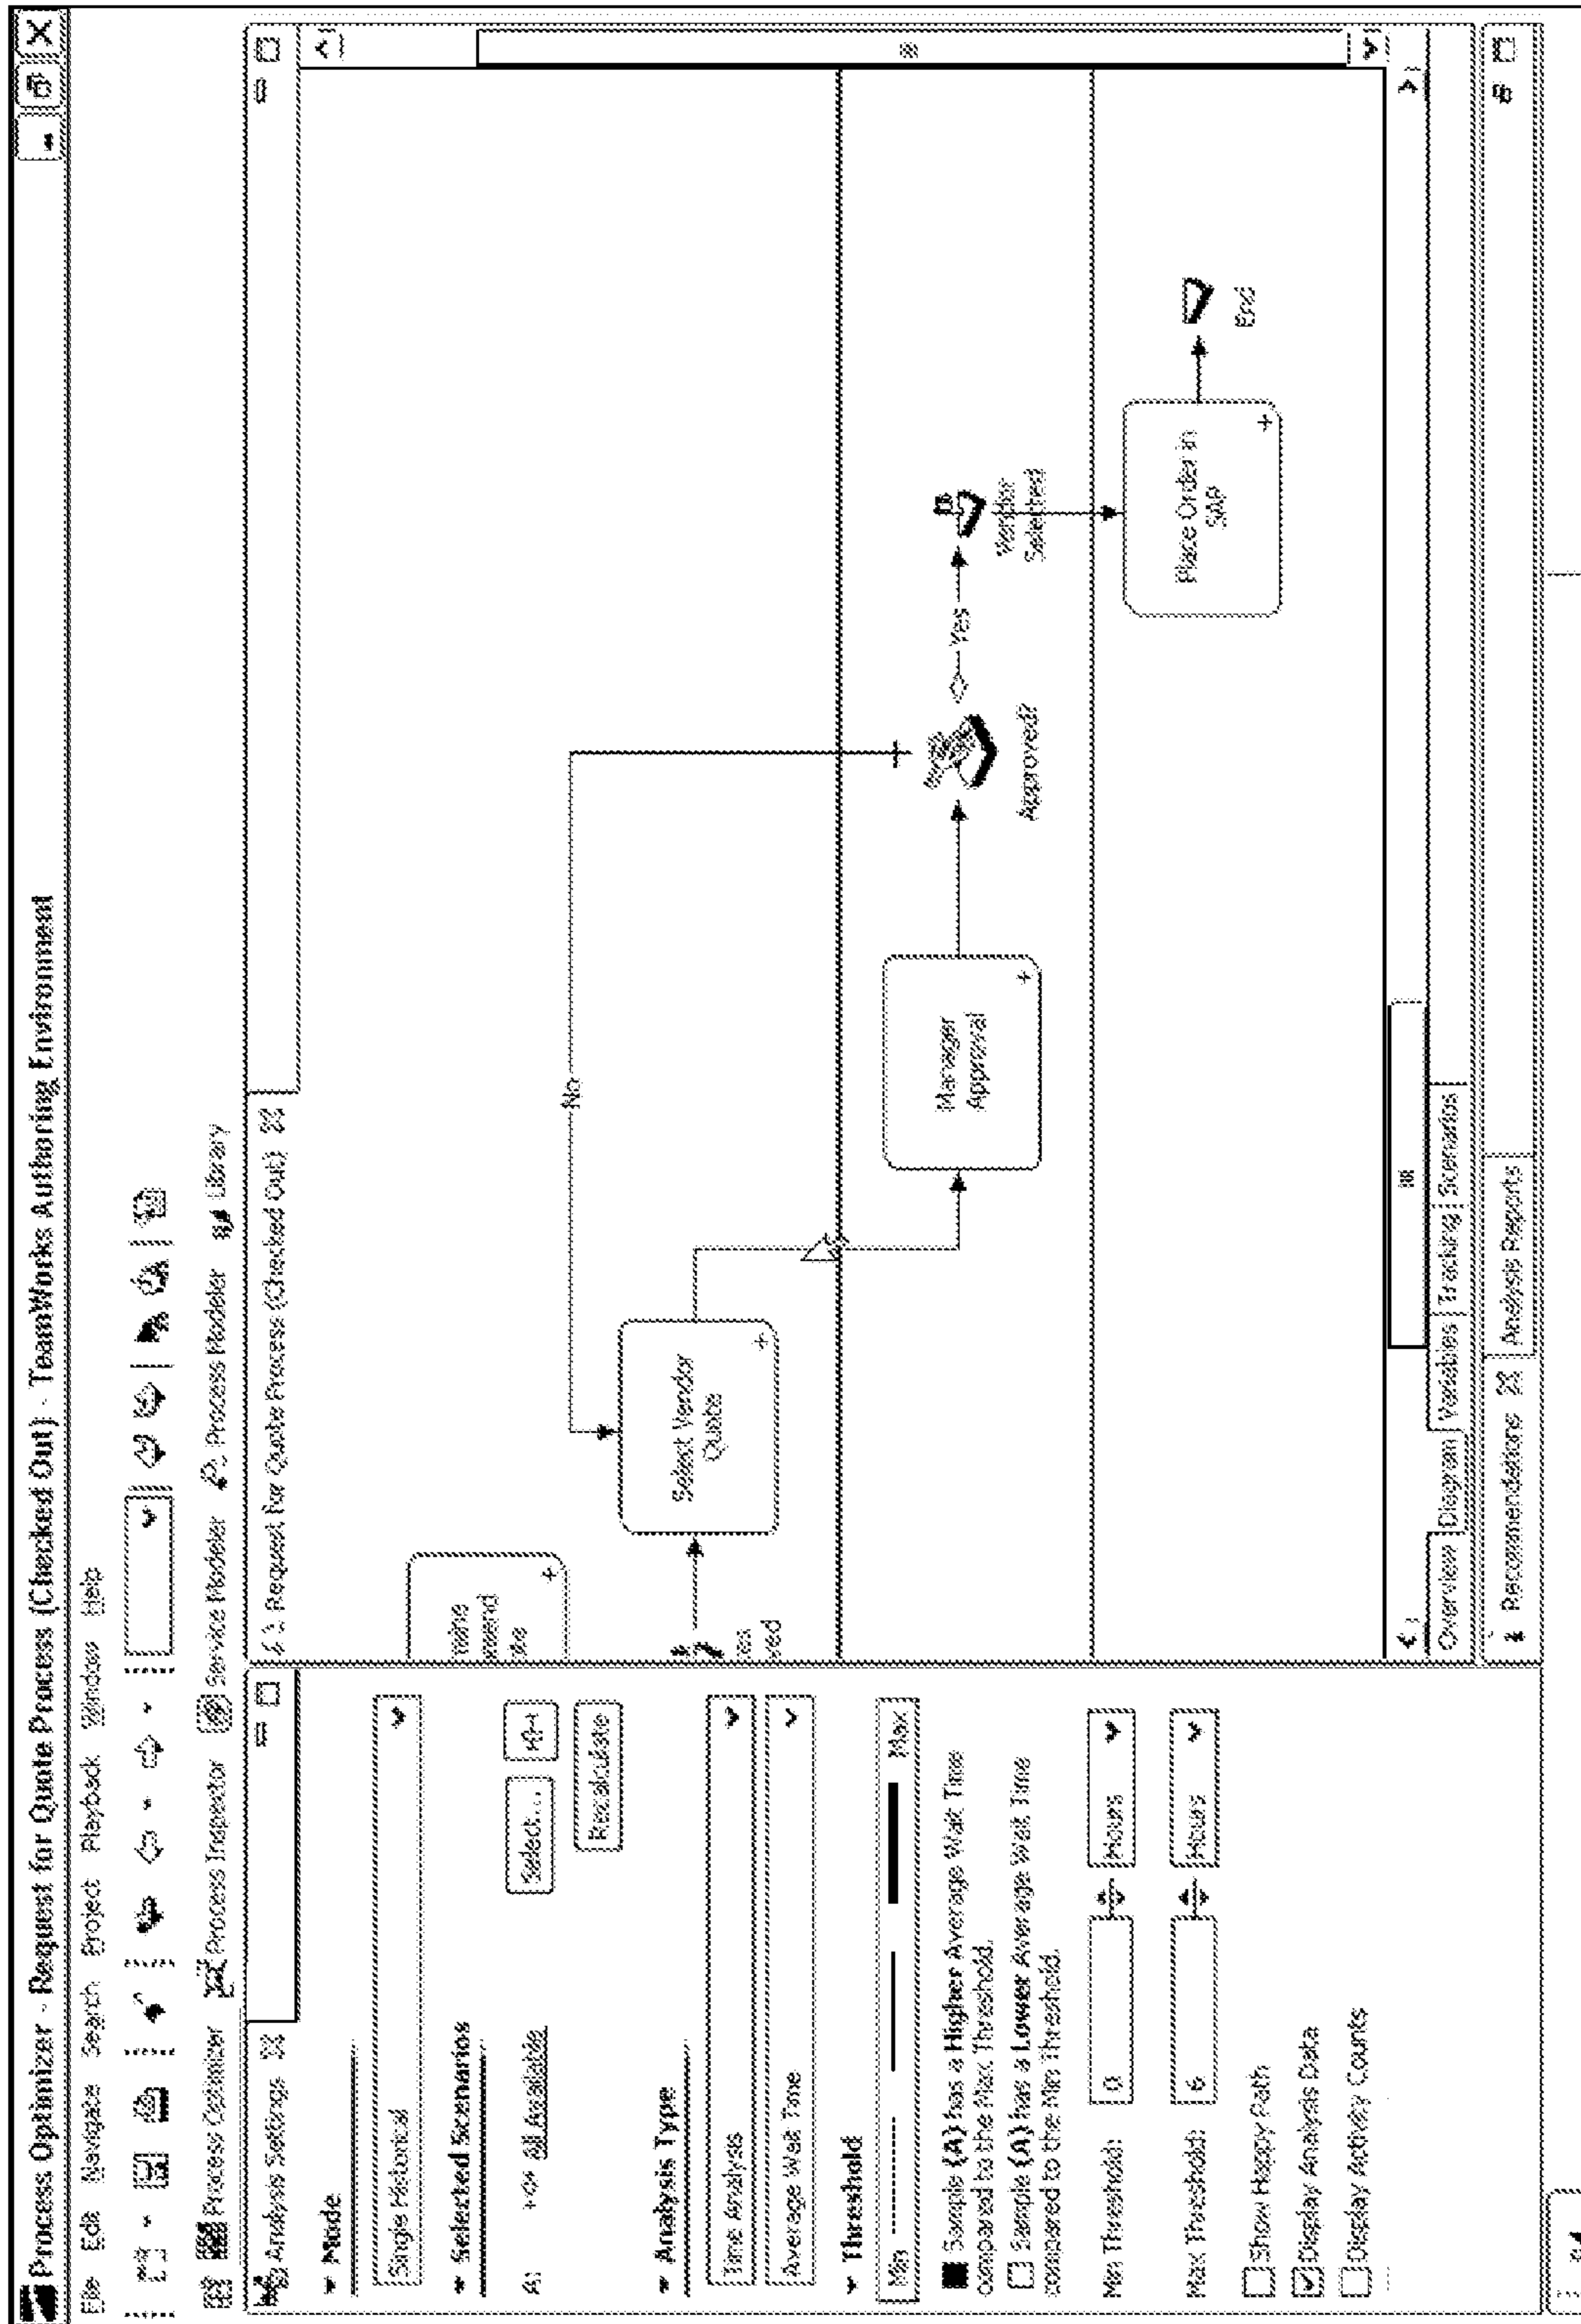 Process Optimizer - Request for Quote Process (Checked Out) - TeamWorks Authoring Environment
File Edit Navigate Search Project Playback Window Help
Process Optimizer Process Inspector Service Modeler Process Modeler Library
Analysis Settings
Mode
Single Historical
Selected Scenarios
A: All Available
Select...
Recalculate
Analysis Type
Time Analysis
Average Wait Time
Threshold
Min Max
Sample (A) has a Higher Average Wait Time
compared to the Max Threshold.
Sample (A) has a Lower Average Wait Time
compared to the Min Threshold.
Min Threshold: 0 Hours
Max Threshold: 6 Hours
Show Happy Path
Display Analysis Data
Display Activity Counts
Request for Quote Process (Checked Out)
No
Select Vendor
Quote
Manager
Approval
Approved?
Yes
Vendor
Selected
Place Order in
SAP
End
Overview Diagram Variables Tracking Scenarios
Recommendations Analysis Reports